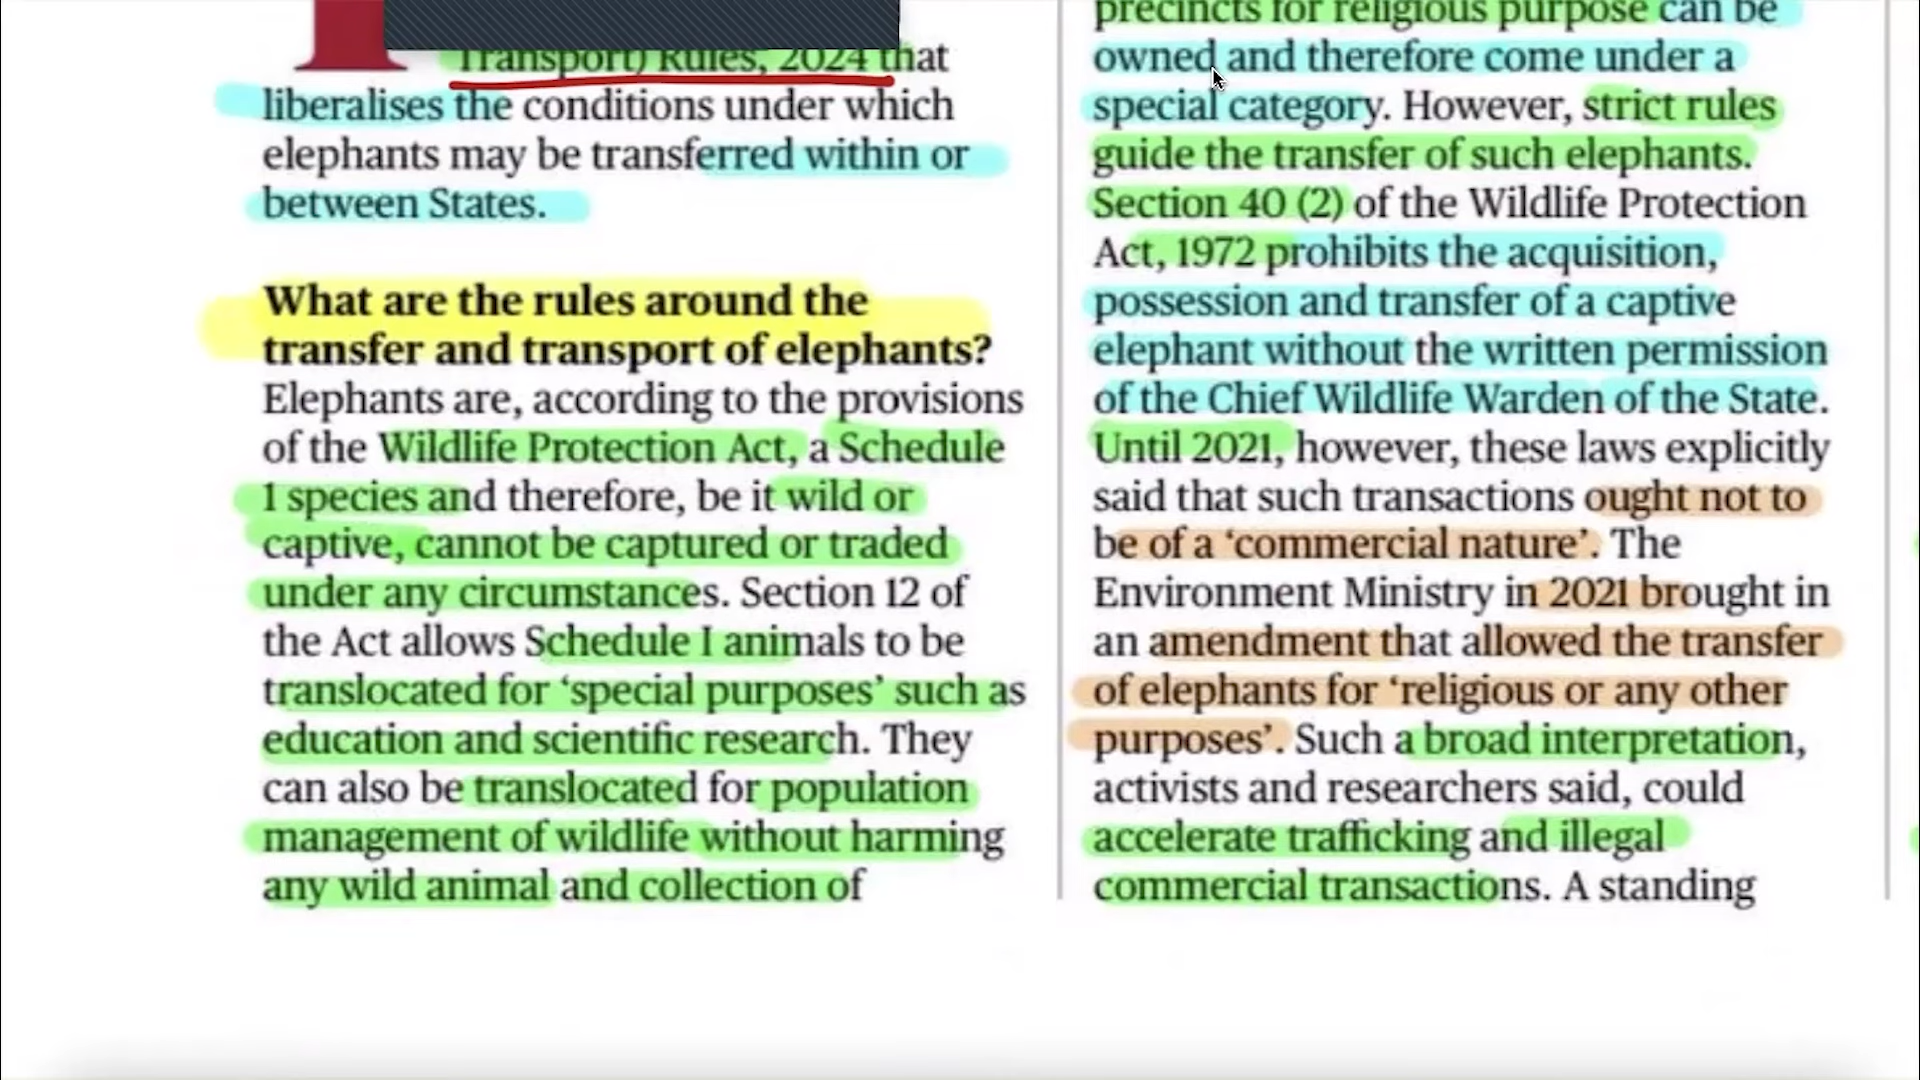 Transport) Rules, 2024 that
liberalises the conditions under which
elephants may be transferred within or
between States.
What are the rules around the
transfer and transport of elephants?
Elephants are, according to the provisions
of the Wildlife Protection Act, a Schedule
1 species and therefore, be it wild or
captive, cannot be captured or traded
under any circumstances. Section 12 of
the Act allows Schedule I animals to be
translocated for ‘special purposes’ such as
education and scientific research. They
can also be translocated for population
management of wildlife without harming
any wild animal and collection of
precincts for religious purpose can be
owned and therefore come under a
special category. However, strict rules
guide the transfer of such elephants.
Section 40 (2) of the Wildlife Protection
Act, 1972 prohibits the acquisition,
possession and transfer of a captive
elephant without the written permission
of the Chief Wildlife Warden of the State.
Until 2021, however, these laws explicitly
said that such transactions ought not to
be of a ‘commercial nature’. The
Environment Ministry in 2021 brought in
an amendment that allowed the transfer
of elephants for ‘religious or any other
purposes’. Such a broad interpretation,
activists and researchers said, could
accelerate trafficking and illegal
commercial transactions. A standing